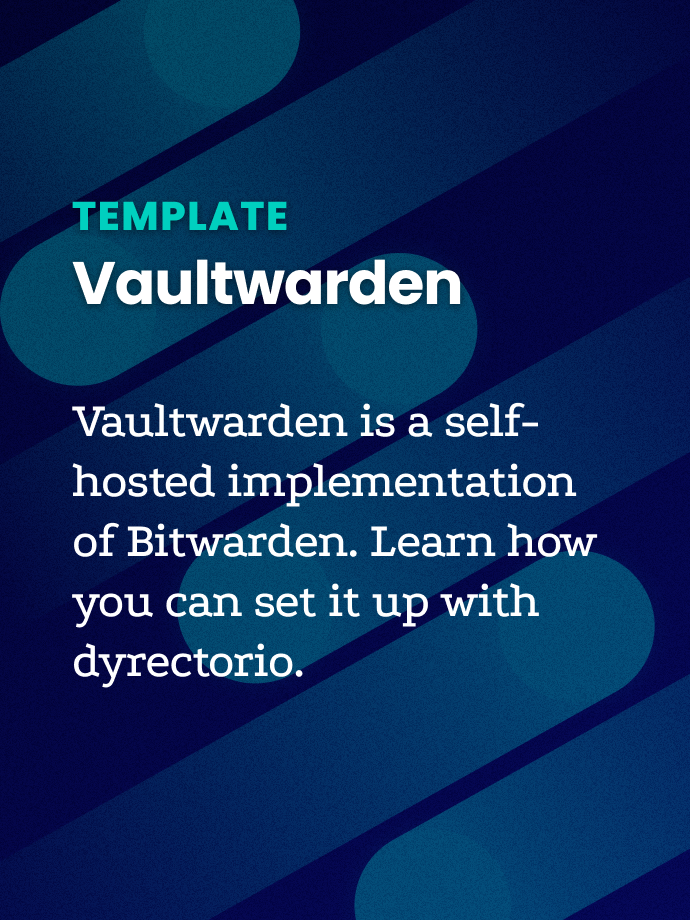 TEMPLATE
Vaultwarden
Vaultwarden is a self-
hosted implementation
of Bitwarden. Learn how
you can set it up with
dyrectorio.